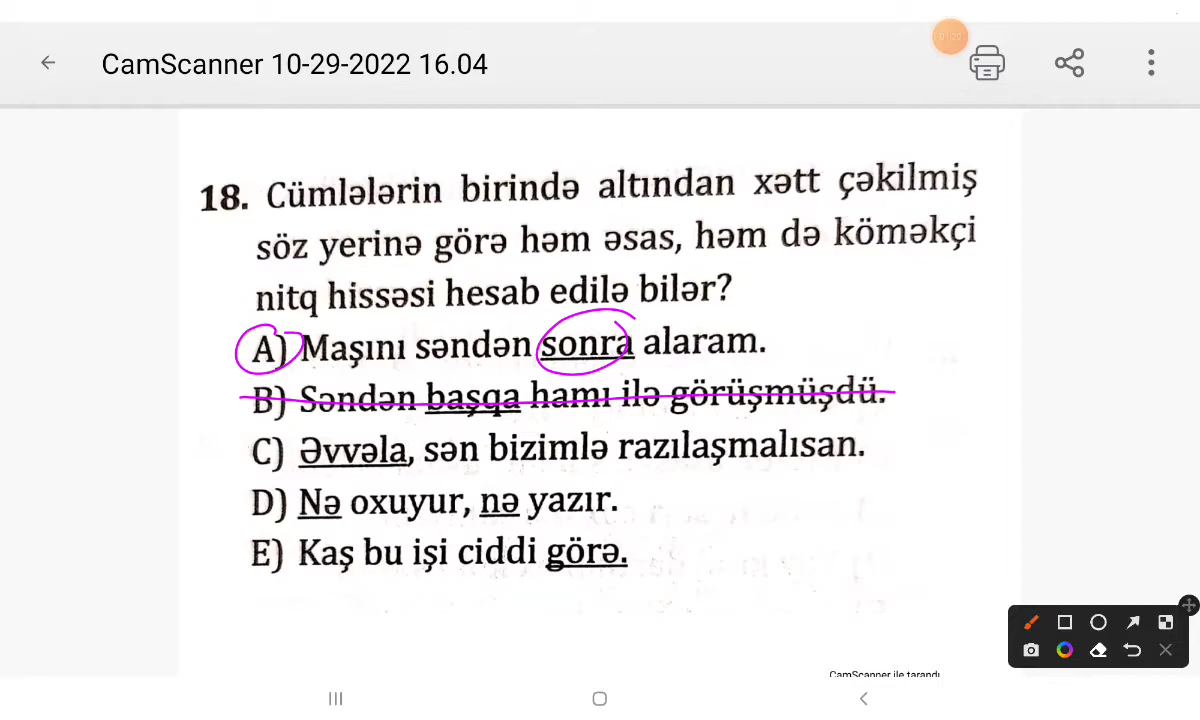 CamScanner 10-29-2022 16.04
01:20
18. Cümlələrin birində altından xətt çəkilmiş
söz yerinə görə həm əsas, həm də köməkçi
nitq hissəsi hesab edilə bilər?
A) Maşını səndən sonra alaram.
B) Səndən başqa hamı ilə görüşmüşdü.
C) Əvvəla, sən bizimlə razılaşmalısan.
D) Nə oxuyur, nə yazır.
E) Kaş bu işi ciddi görə.
CamScanner ile tarandı